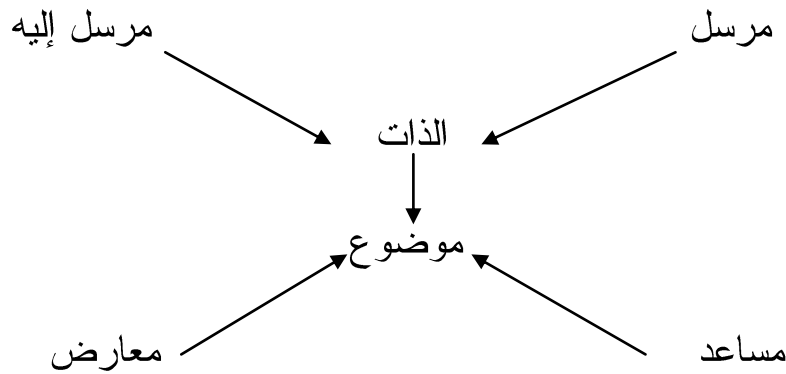 مرسل مرسل إليه
الذات
موضوع
مساعد معارض